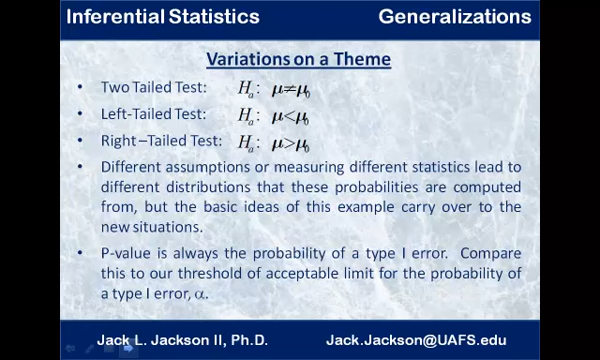 Inferential Statistics Generalizations
Variations on a Theme
• Two Tailed Test: Hₐ: μ≠μ₀
• Left-Tailed Test: Hₐ: μ<μ₀
• Right–Tailed Test: Hₐ: μ>μ₀
• Different assumptions or measuring different statistics lead to
different distributions that these probabilities are computed
from, but the basic ideas of this example carry over to the
new situations.
• P-value is always the probability of a type I error. Compare
this to our threshold of acceptable limit for the probability of
a type I error, α.
Jack L. Jackson II, Ph.D. Jack.Jackson@UAFS.edu